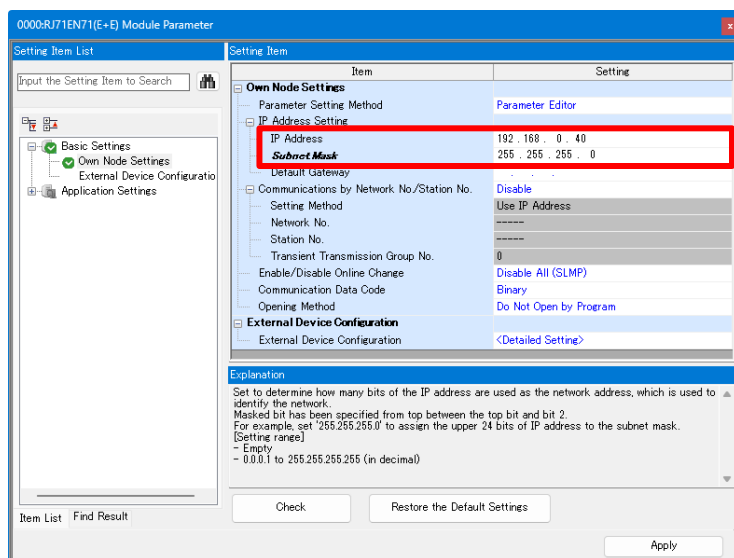 0000:RJ71EN71(E+E) Module Parameter
Setting Item List
Input the Setting Item to Search
Basic Settings
Own Node Settings
External Device Configuratio
Application Settings
Item List
Find Result
Setting Item
Item Setting
Own Node Settings
Parameter Setting Method Parameter Editor
IP Address Setting
IP Address 192 . 168 . 0 . 40
Subnet Mask 255 . 255 . 255 . 0
Default Gateway . . .
Communications by Network No./Station No. Disable
Setting Method Use IP Address
Network No. -----
Station No. -----
Transient Transmission Group No. 0
Enable/Disable Online Change Disable All (SLMP)
Communication Data Code Binary
Opening Method Do Not Open by Program
External Device Configuration
External Device Configuration <Detailed Setting>
Explanation
Set to determine how many bits of the IP address are used as the network address, which is used to
identify the network.
Masked bit has been specified from top between the top bit and bit 2.
For example, set '255.255.255.0' to assign the upper 24 bits of IP address to the subnet mask.
[Setting range]
- Empty
- 0.0.0.1 to 255.255.255.255 (in decimal)
Check
Restore the Default Settings
Apply